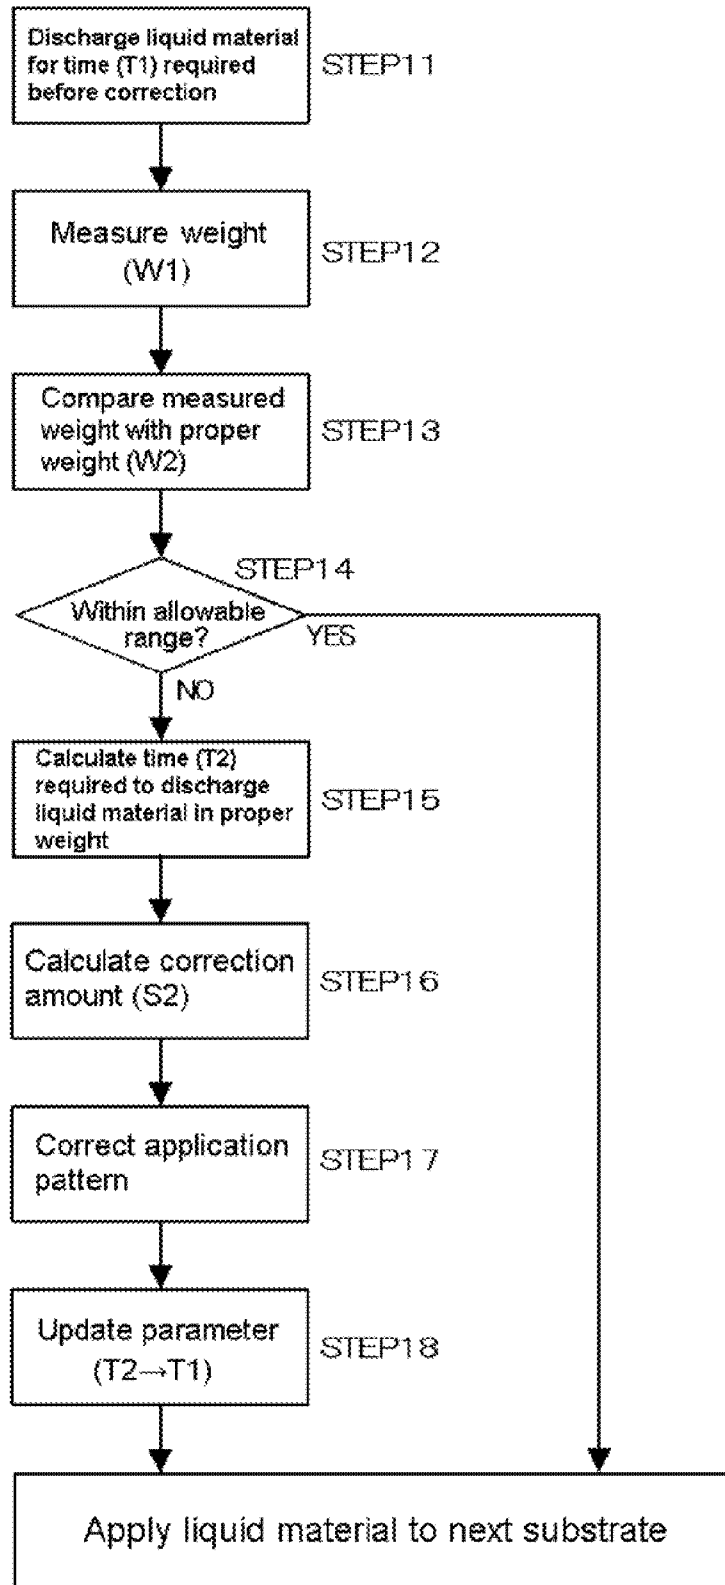 Discharge liquid material
for time (T1) required
before correction
STEP11
Measure weight
(W1)
STEP12
Compare measured
weight with proper
weight (W2)
STEP13
STEP14
Within allowable
range?
YES
NO
Calculate time (T2)
required to discharge
liquid material in proper
weight
STEP15
Calculate correction
amount (S2)
STEP16
Correct application
pattern
STEP17
Update parameter
(T2→T1)
STEP18
Apply liquid material to next substrate